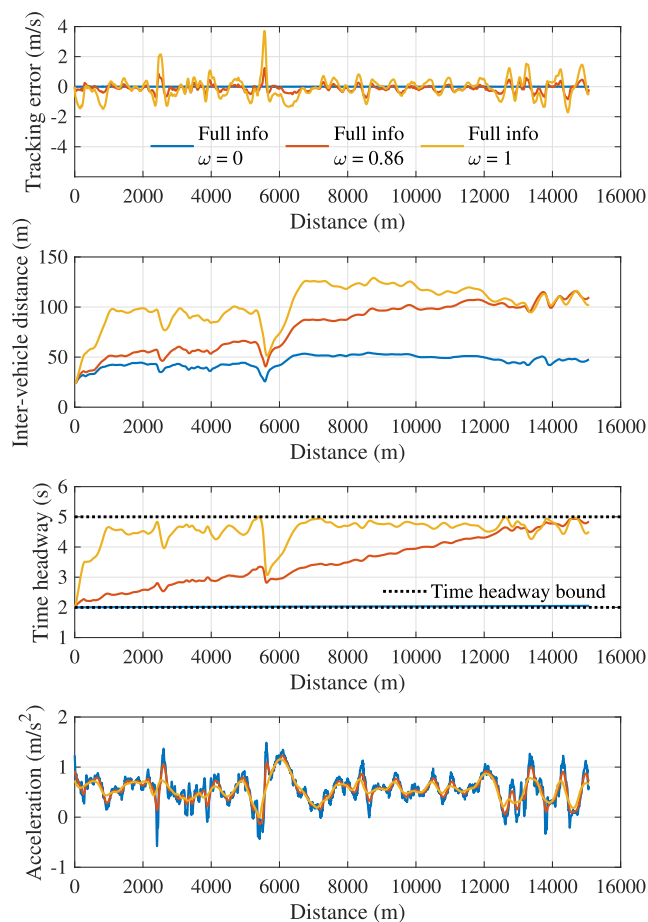 Tracking error (m/s)
4
2
0
-2
-4
Full info Full info Full info
ω = 0 ω = 0.86 ω = 1
0 2000 4000 6000 8000 10000 12000 14000 16000
Distance (m)
Inter-vehicle distance (m)
150
100
50
0
0 2000 4000 6000 8000 10000 12000 14000 16000
Distance (m)
Time headway (s)
6
5
4
3
2
1
Time headway bound
0 2000 4000 6000 8000 10000 12000 14000 16000
Distance (m)
Acceleration (m/s²)
2
1
0
-1
0 2000 4000 6000 8000 10000 12000 14000 16000
Distance (m)